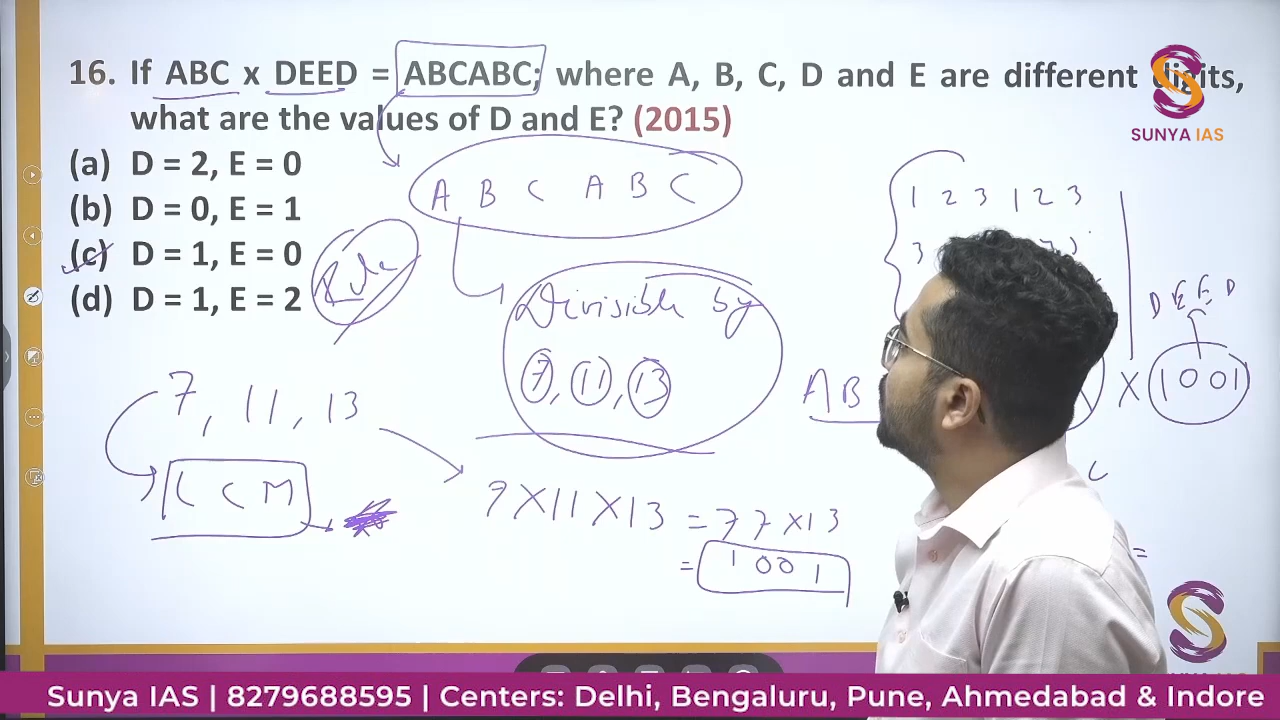 16. If ABC x DEED = ABCABC; where A, B, C, D and E are different digits,
what are the values of D and E? (2015)
(a) D = 2, E = 0
(b) D = 0, E = 1
(c) D = 1, E = 0
(d) D = 1, E = 2
SUNYA IAS
A B C A B C
Rule
Divisible by
7, 11, 13
1 2 3 1 2 3
3
D E E D
A B
X 1001
C
7, 11, 13
LCM
7 X 11 X 13 = 77 X 13
= 1001
=
Sunya IAS | 8279688595 | Centers: Delhi, Bengaluru, Pune, Ahmedabad & Indore